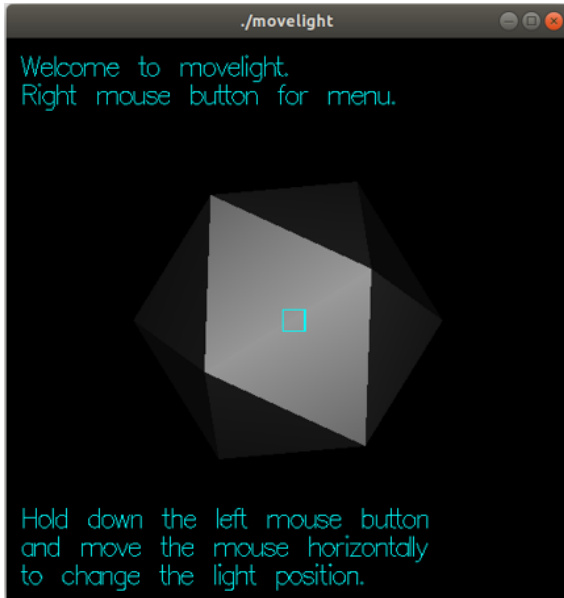 ./movelight
Welcome to movelight.
Right mouse button for menu.
Hold down the left mouse button
and move the mouse horizontally
to change the light position.